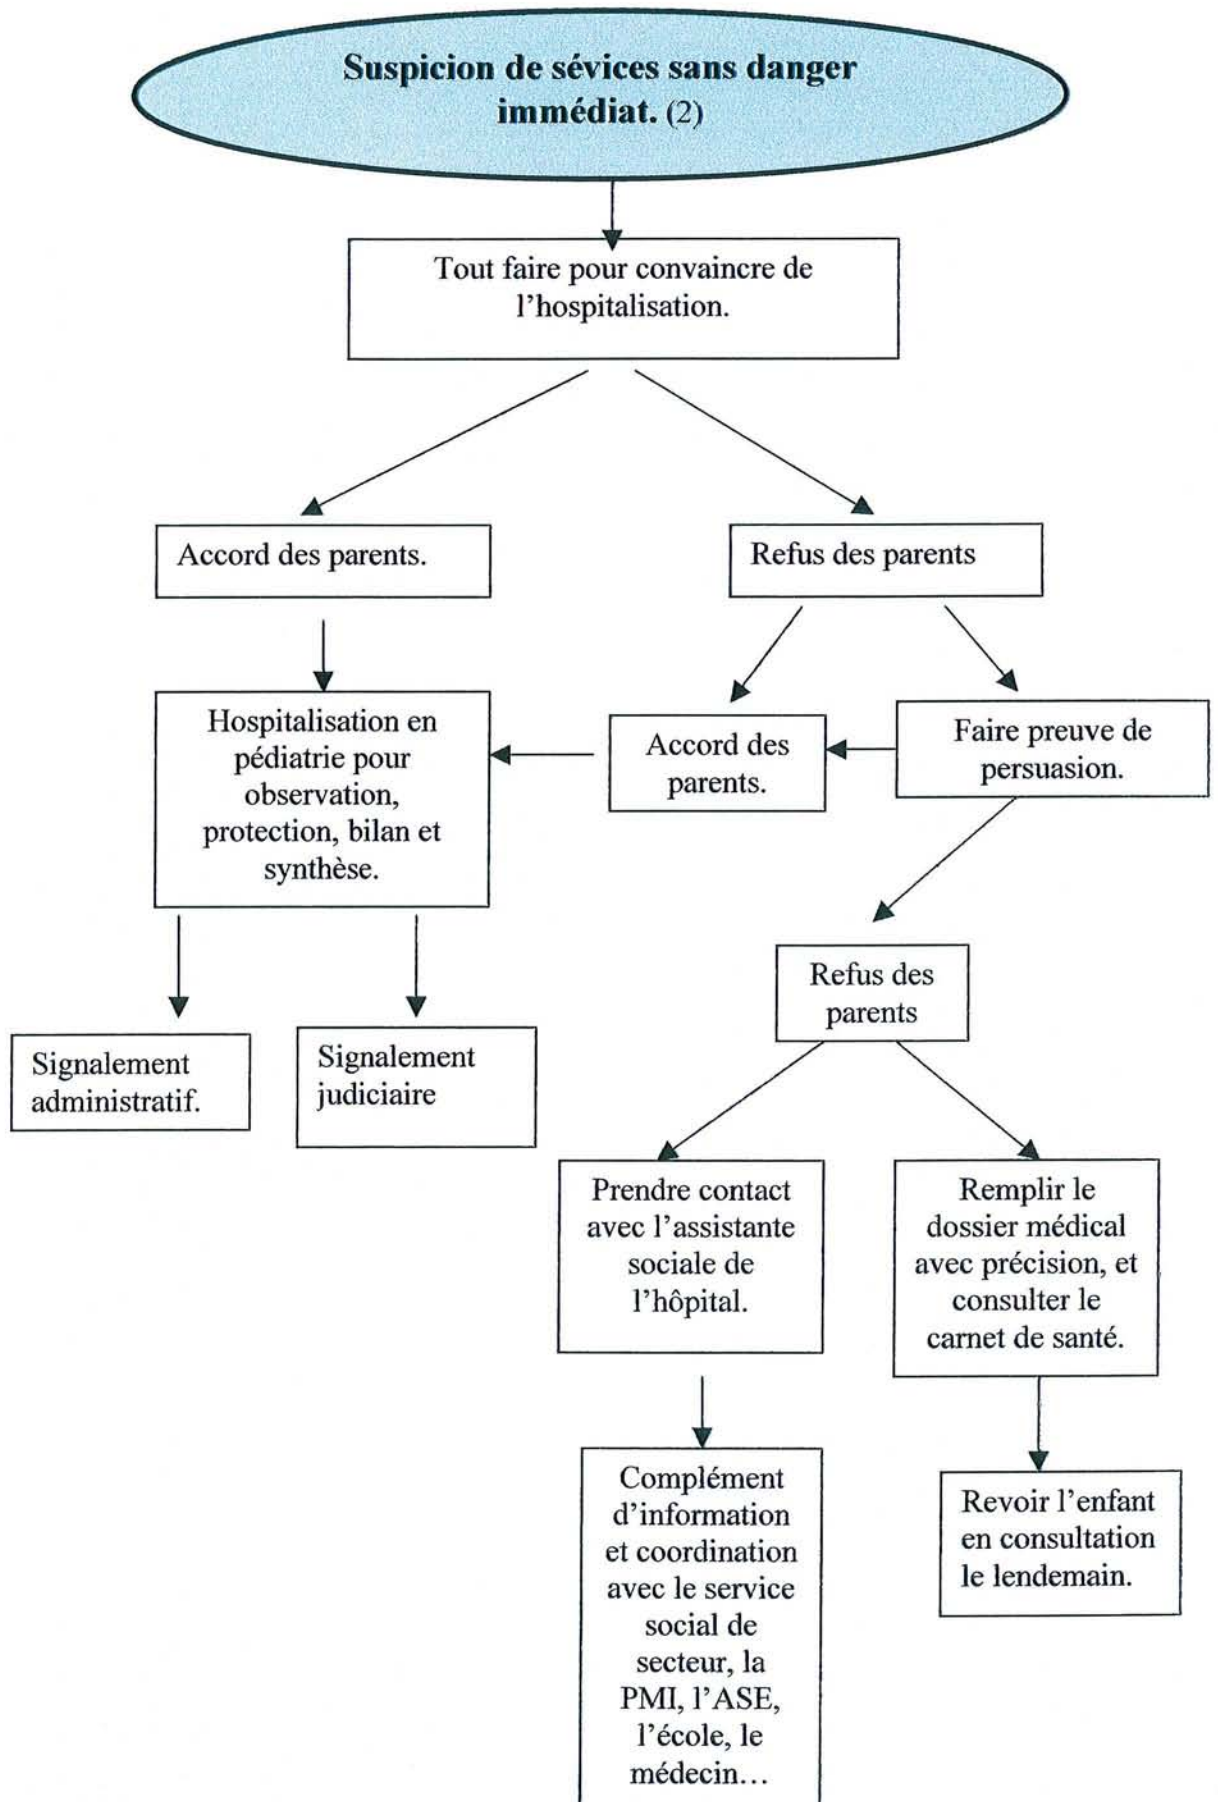 Suspicion de sévices sans danger
immédiat. (2)
Tout faire pour convaincre de
l'hospitalisation.
Accord des parents.
Refus des parents
Hospitalisation en
pédiatrie pour
observation,
protection, bilan et
synthèse.
Accord des
parents.
Faire preuve de
persuasion.
Refus des
parents
Signalement
administratif.
Signalement
judiciaire
Prendre contact
avec l'assistante
sociale de
l'hôpital.
Remplir le
dossier médical
avec précision, et
consulter le
carnet de santé.
Complément
d'information
et coordination
avec le service
social de
secteur, la
PMI, l'ASE,
l'école, le
médecin…
Revoir l'enfant
en consultation
le lendemain.